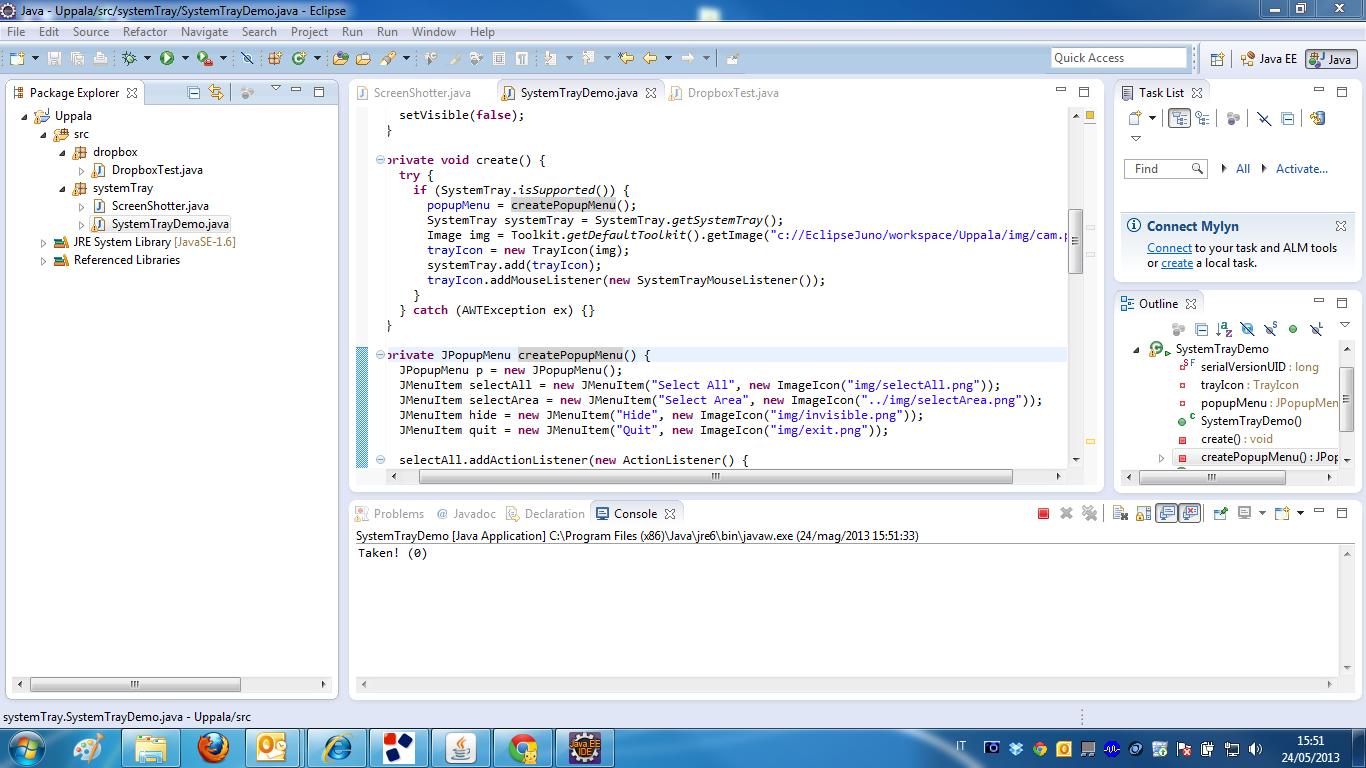 Java - Uppala/src/systemTray/SystemTrayDemo.java - Eclipse
File Edit Source Refactor Navigate Search Project Run Run Window Help
Quick Access
Java EE
Java
Package Explorer
Uppala
src
dropbox
DropboxTest.java
systemTray
ScreenShotter.java
SystemTrayDemo.java
JRE System Library [JavaSE-1.6]
Referenced Libraries
ScreenShotter.java SystemTrayDemo.java DropboxTest.java
setVisible(false);
}
private void create() {
try {
if (SystemTray.isSupported()) {
popupMenu = createPopupMenu();
SystemTray systemTray = SystemTray.getSystemTray();
Image img = Toolkit.getDefaultToolkit().getImage("c://EclipseJuno/workspace/Uppala/img/cam.p
trayIcon = new TrayIcon(img);
systemTray.add(trayIcon);
trayIcon.addMouseListener(new SystemTrayMouseListener());
}
} catch (AWTException ex) {}
}
private JPopupMenu createPopupMenu() {
JPopupMenu p = new JPopupMenu();
JMenuItem selectAll = new JMenuItem("Select All", new ImageIcon("img/selectAll.png"));
JMenuItem selectArea = new JMenuItem("Select Area", new ImageIcon("../img/selectArea.png"));
JMenuItem hide = new JMenuItem("Hide", new ImageIcon("img/invisible.png"));
JMenuItem quit = new JMenuItem("Quit", new ImageIcon("img/exit.png"));
selectAll.addActionListener(new ActionListener() {
Task List
Find All Activate...
Connect Mylyn
Connect to your task and ALM tools
or create a local task.
Outline
SystemTrayDemo
serialVersionUID : long
trayIcon : TrayIcon
popupMenu : JPopupMen
SystemTrayDemo()
create() : void
createPopupMenu() : JPop
Problems Javadoc Declaration Console
SystemTrayDemo [Java Application] C:\Program Files (x86)\Java\jre6\bin\javaw.exe (24/mag/2013 15:51:33)
Taken! (0)
systemTray.SystemTrayDemo.java - Uppala/src
Java EE
IDE
IT
15:51
24/05/2013